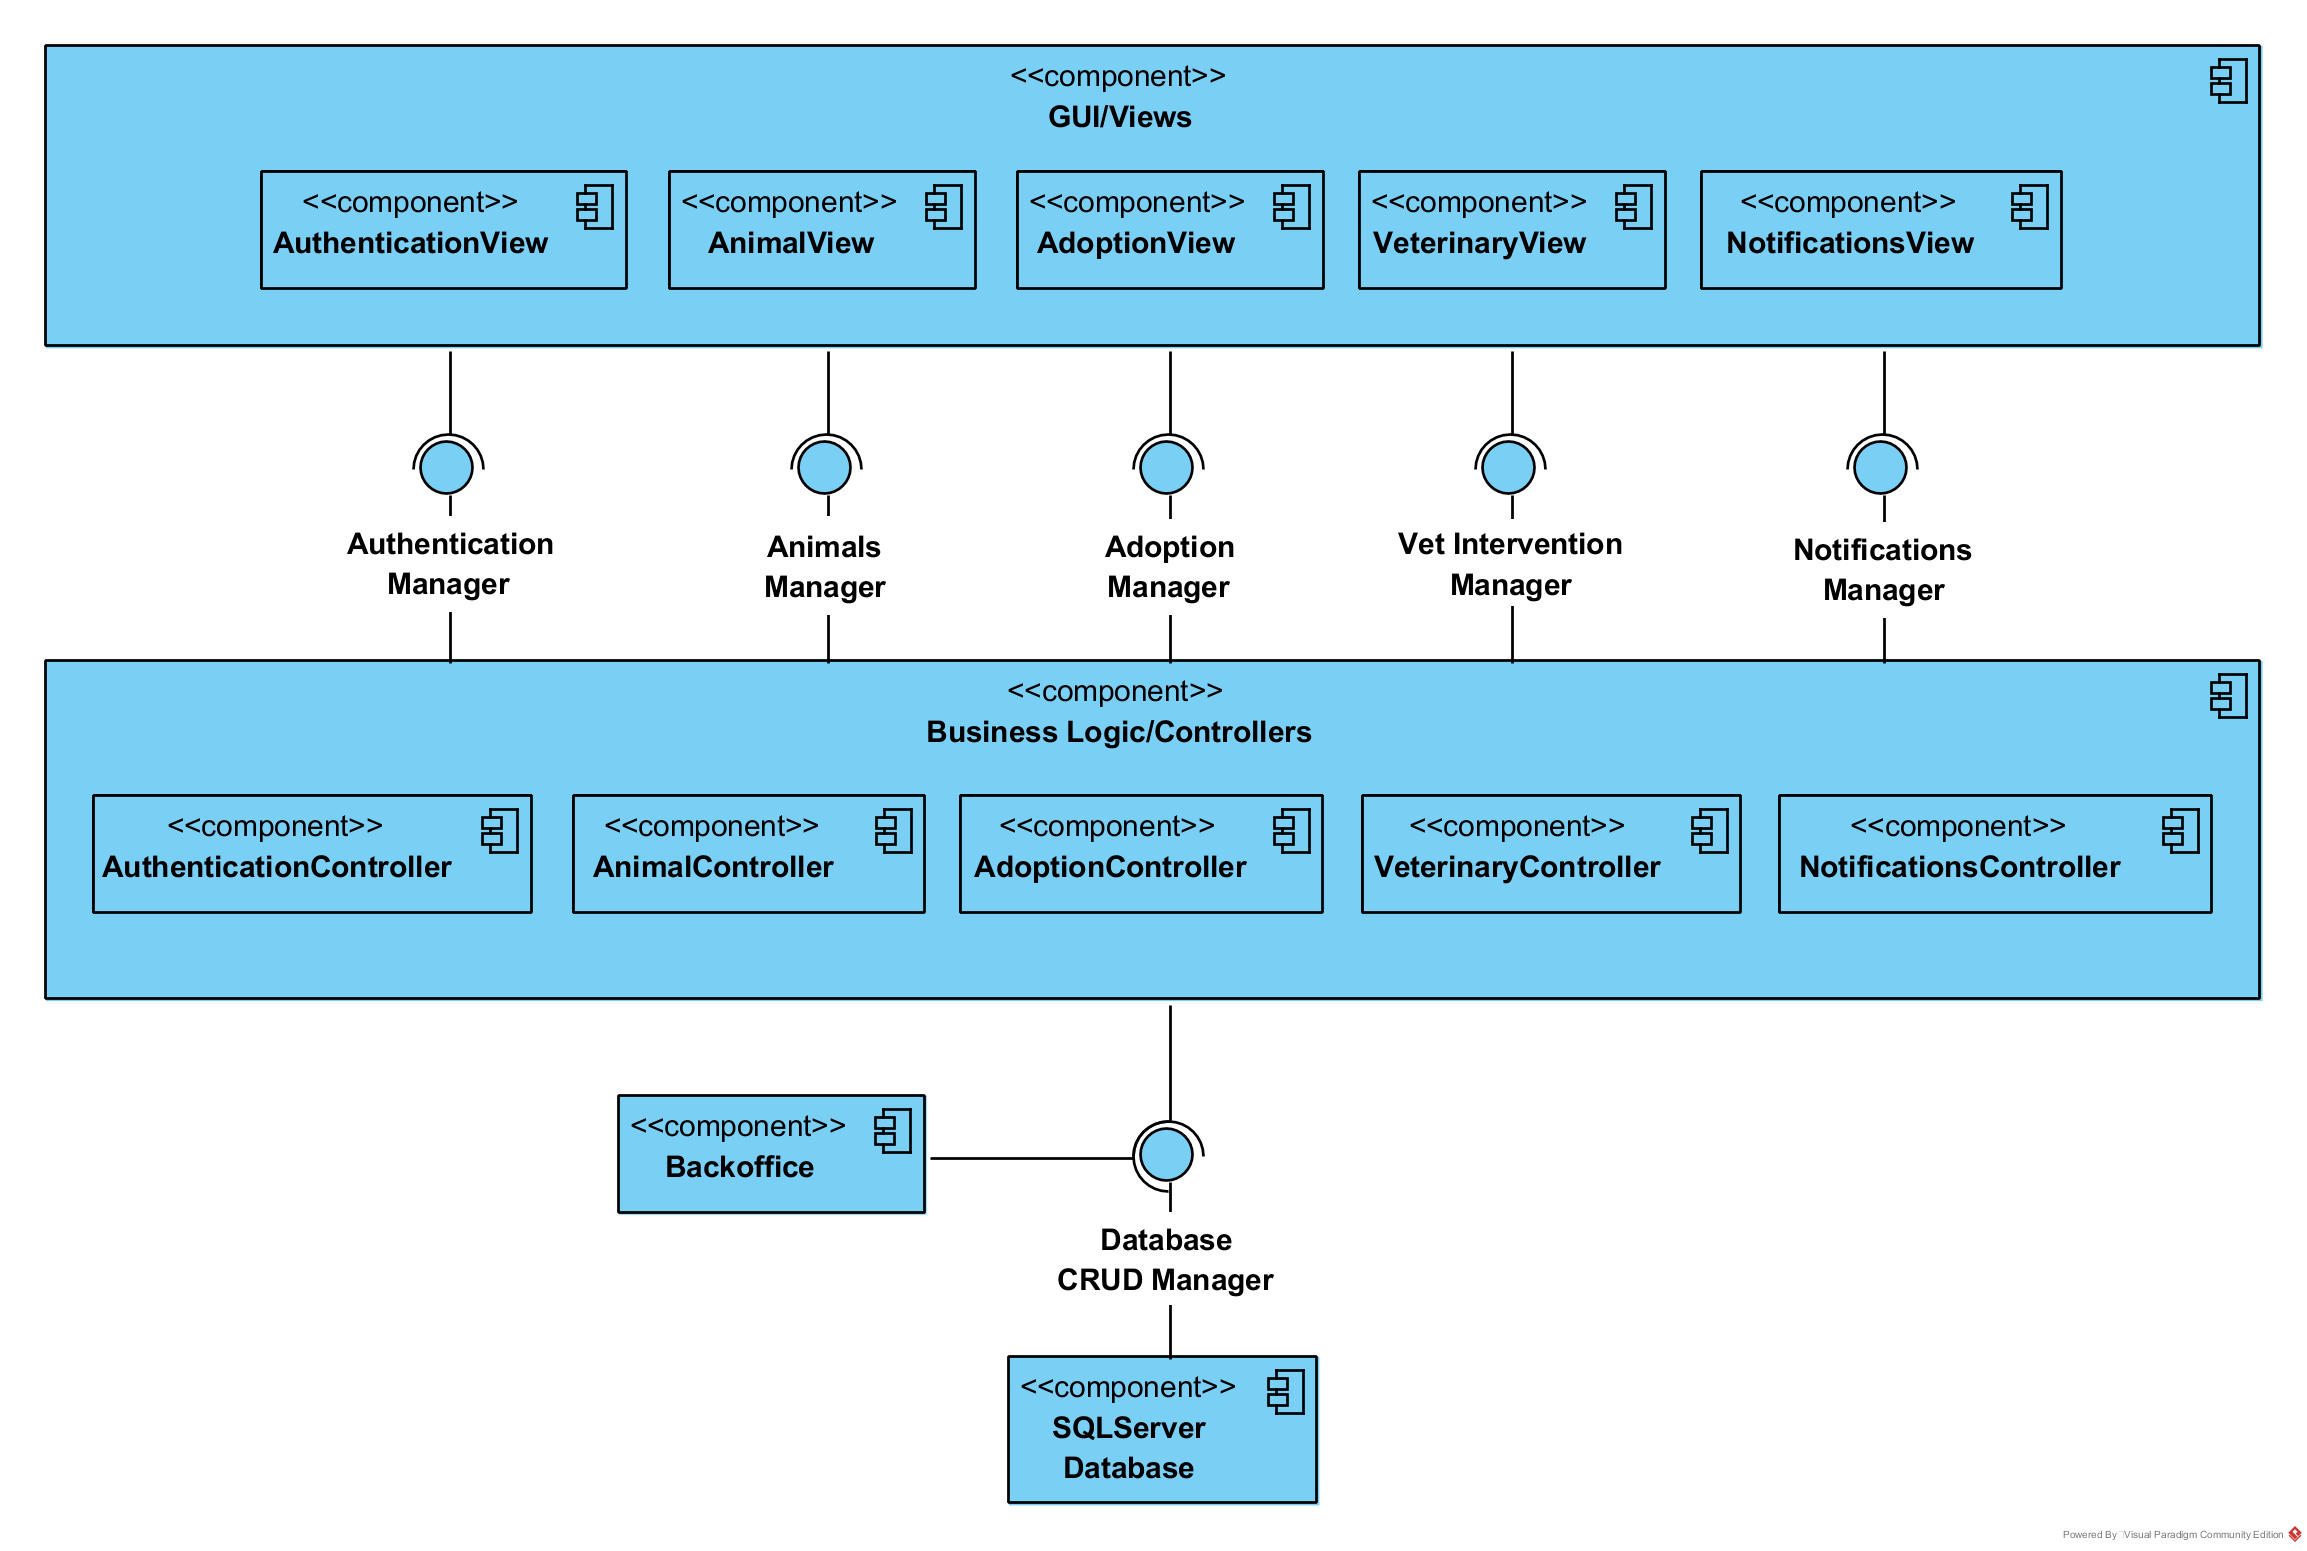 <<component>>
GUI/Views
<<component>>
AuthenticationView
<<component>>
AnimalView
<<component>>
AdoptionView
<<component>>
VeterinaryView
<<component>>
NotificationsView
Authentication
Manager
Animals
Manager
Adoption
Manager
Vet Intervention
Manager
Notifications
Manager
<<component>>
Business Logic/Controllers
<<component>>
AuthenticationController
<<component>>
AnimalController
<<component>>
AdoptionController
<<component>>
VeterinaryController
<<component>>
NotificationsController
<<component>>
Backoffice
Database
CRUD Manager
<<component>>
SQLServer
Database
Powered By Visual Paradigm Community Edition